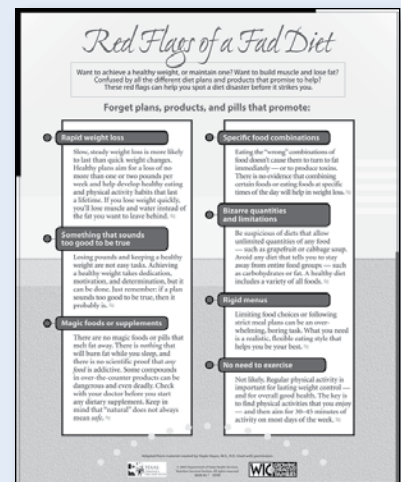 Red Flags of a Fad Diet
Want to achieve a healthy weight, or maintain one? Want to build muscle and lose fat?
Confused by all the different diet plans and products that promise to help?
These red flags can help you spot a diet disaster before it strikes you.
Forget plans, products, and pills that promote:
Rapid weight loss
Slow, steady weight loss is more likely
to last than quick weight changes.
Healthy plans aim for a loss of no
more than one or two pounds per
week and help develop healthy eating
and physical activity habits that last
a lifetime. If you lose weight quickly,
you'll lose muscle and water instead of
the fat you want to leave behind.
Something that sounds
too good to be true
Losing pounds and keeping a healthy
weight are not easy tasks. Achieving
a healthy weight takes dedication,
motivation, and determination, but it
can be done. Just remember: if a plan
sounds too good to be true, then it
probably is.
Magic foods or supplements
There are no magic foods or pills that
melt fat away. There is nothing that
will burn fat while you sleep, and
there is no scientific proof that any
food is addictive. Some compounds
in over-the-counter products can be
dangerous and even deadly. Check
with your doctor before you start
any dietary supplement. Keep in
mind that "natural" does not always
mean safe.
Specific food combinations
Eating the "wrong" combinations of
food doesn't cause them to turn to fat
immediately — or to produce toxins.
There is no evidence that combining
certain foods or eating foods at specific
times of the day will help in weight loss.
Bizarre quantities
and limitations
Be suspicious of diets that allow
unlimited quantities of any food
— such as grapefruit or cabbage soup.
Avoid any diet that tells you to stay
away from entire food groups — such
as carbohydrates or fat. A healthy diet
includes a variety of all foods.
Rigid menus
Limiting food choices or following
strict meal plans can be an over-
whelming, boring task. What you need
is a realistic, flexible eating style that
helps you be your best.
No need to exercise
Not likely. Regular physical activity is
important for lasting weight control —
and for overall good health. The key is
to find physical activities that you enjoy
— and then aim for 30–45 minutes of
activity on most days of the week.
TEXAS
WIC